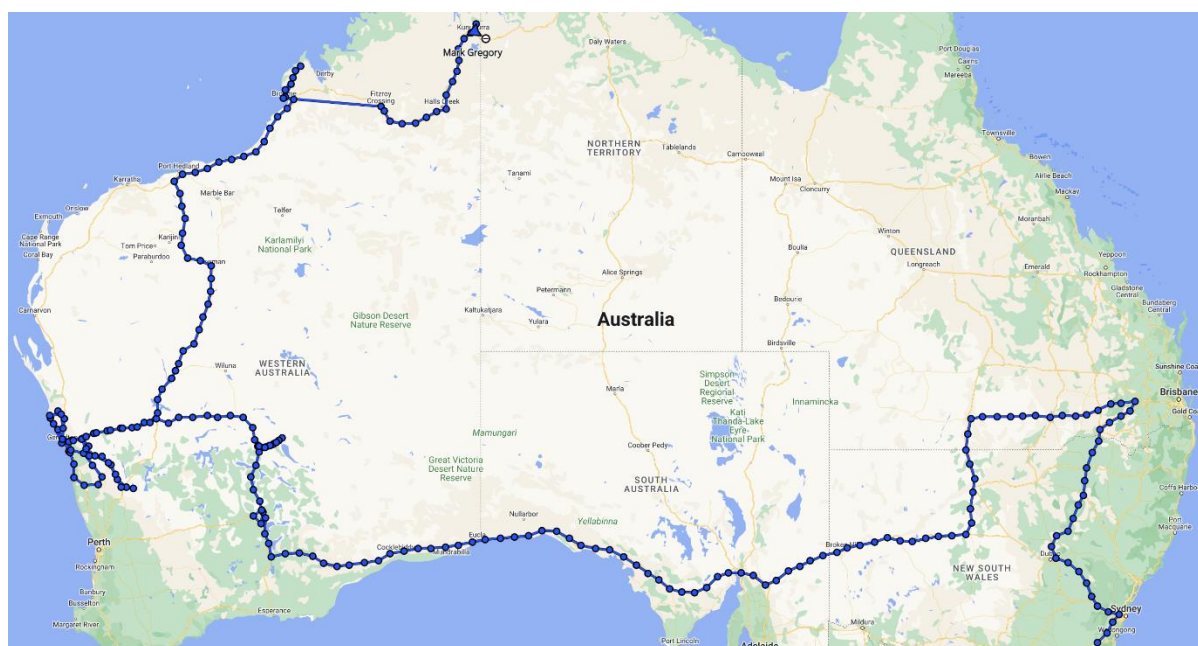 Kununurra
Daly Waters
Mark Gregory
Port Douglas
Cairns
Mareeba
Derby
Broome
Fitzroy
Crossing
Halls Creek
Townsville
NORTHERN
TERRITORY
Tablelands
Camooweal
Bowen
Airlie Beach
Mackay
Port Hedland
Karratha
Mount Isa
Cloncurry
Tanami
Marble Bar
Onslow
Exmouth
Moranbah
Telfer
Cape Range
National Park
Coral Bay
Karijini
Tom Price
Paraburdoo
Karlamilyi
National Park
Winton
Boulia
QUEENSLAND
Longreach
Emerald
Yeppoon
Rockhampton
Alice Springs
Gladstone
Central
Petermann
Bedourie
Bundaberg
Central
Carnarvon
Kaltukatjara
Yulara
Gibson Desert
Nature Reserve
Australia
Birdsville
Wiluna
WESTERN
AUSTRALIA
Sunshine Coa
Simpson
Desert
Regional
Reserve
Marla
Innamincka
Brisbane
Gold Co
Kati
Thanda-Lake
Eyre
National Park
Mamungari
Coober Pedy
Great Victoria
Desert Nature
Reserve
SOUTH
AUSTRALIA
Coffs Harbo
Nullarbor
Yellabinna
Port
Macquarie
Eucla
Cocklebiddy
Mundrabilla
Perth
Rockingham
NEW SOUTH
WALES
Bunbury
Busselton
Esperance
Sydney
Margaret River
Mildura
Wollongong
Port Lincoln
Adelaide